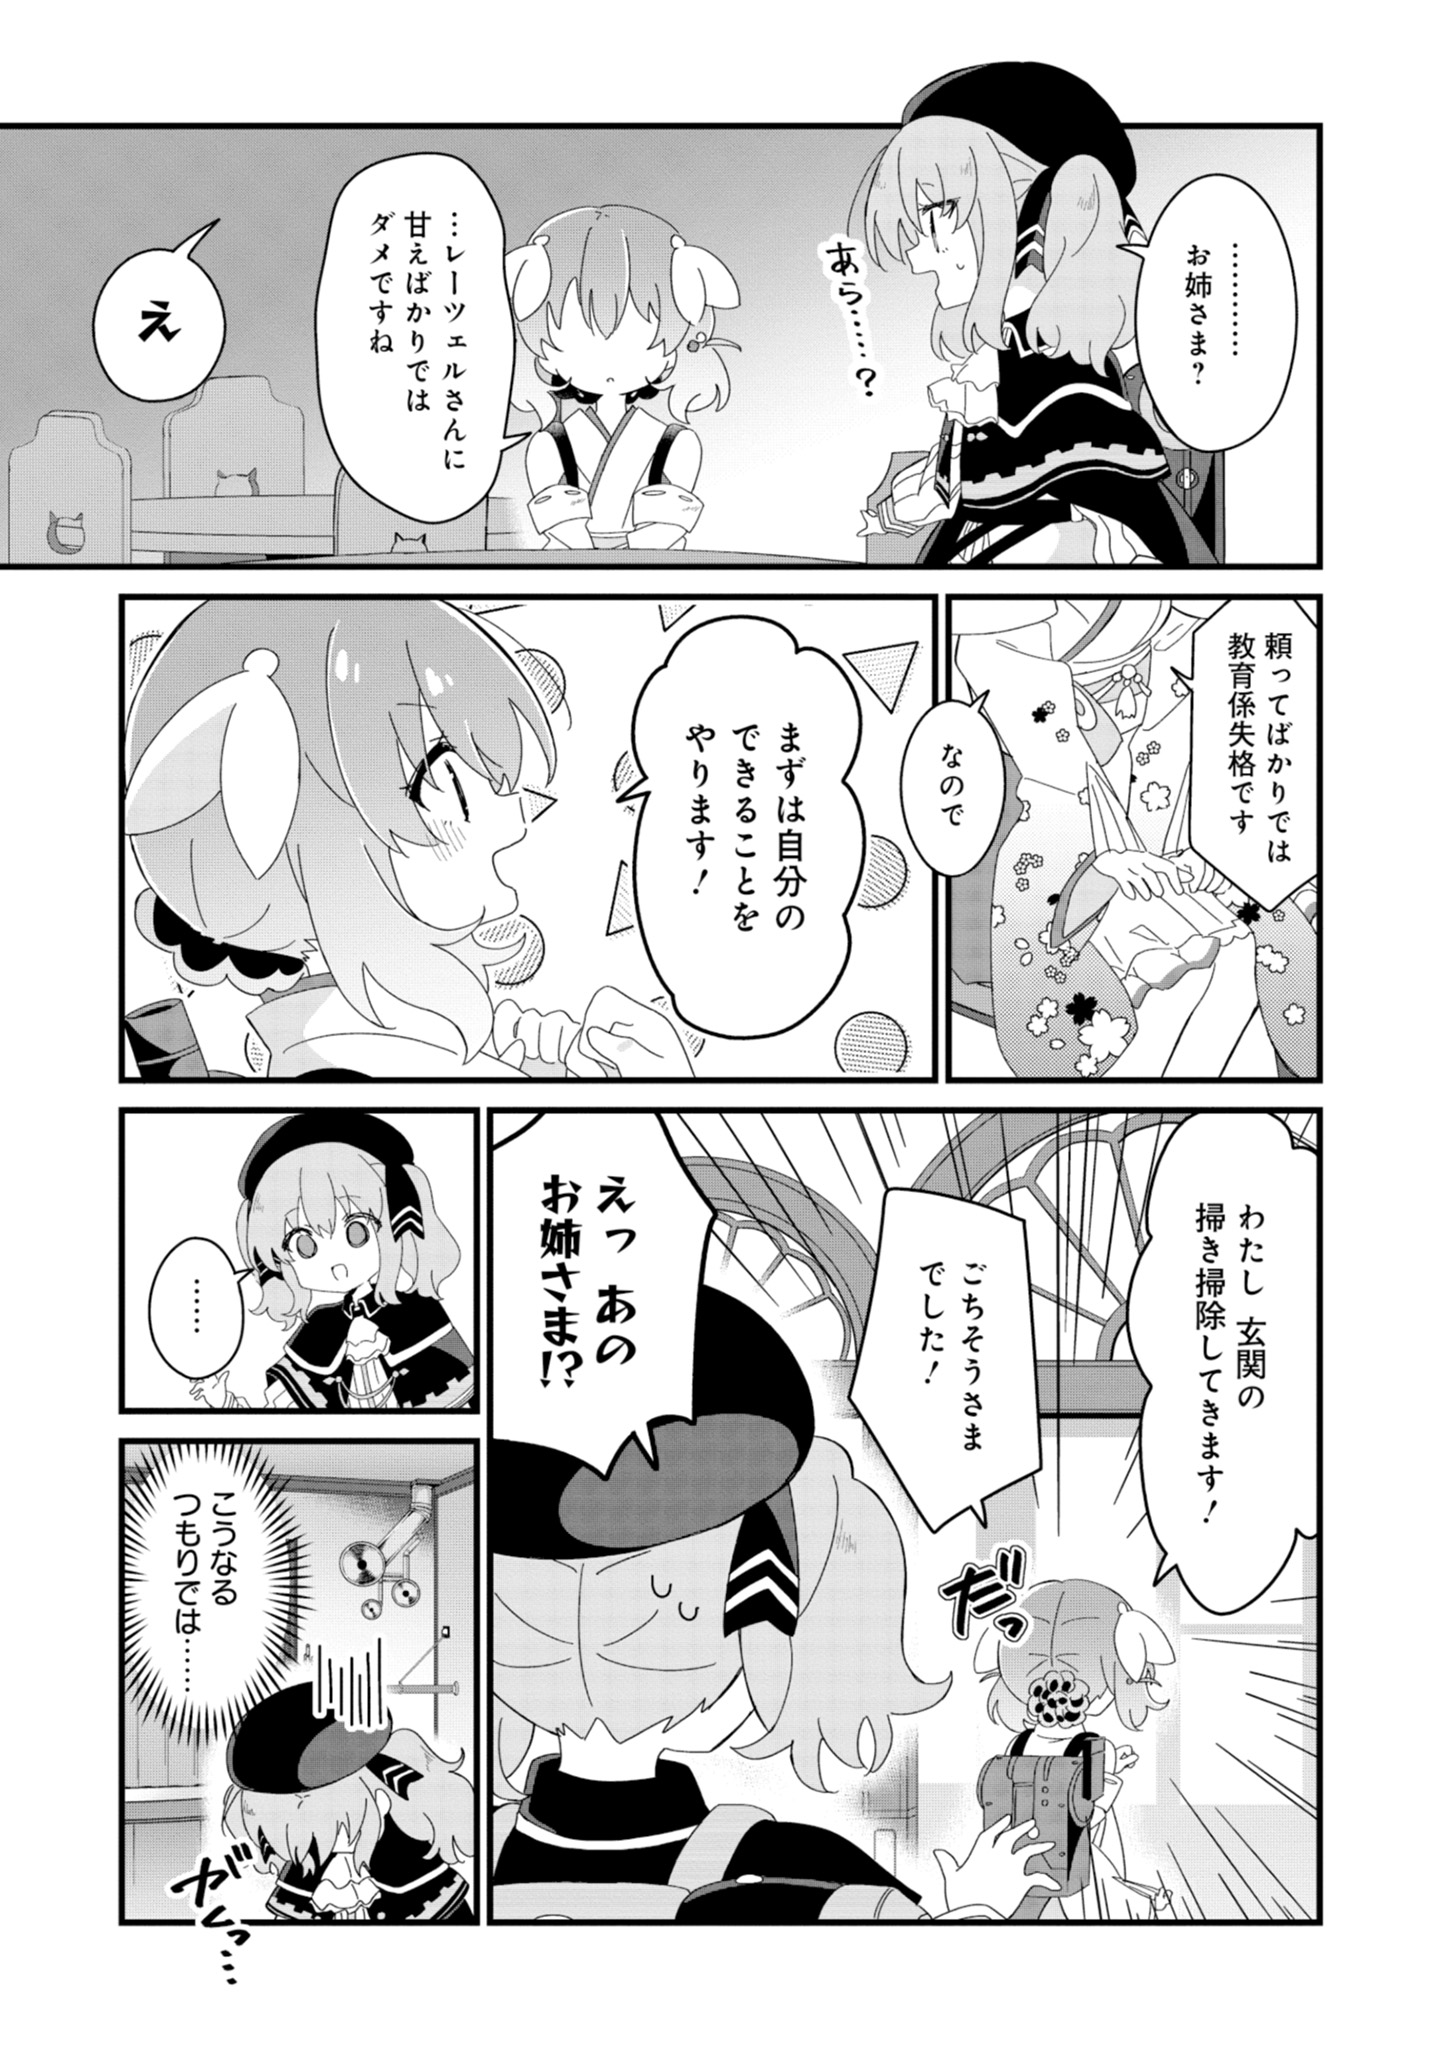 …………
お姉さま?
あら……?
…レーツェルさんに
甘えばかりでは
ダメですね
え
頼ってばかりでは
教育係失格です
なので
まずは自分の
できることを
やります!
わたし 玄関の
掃き掃除してきます!
ごちそうさま
でした!
だっ
えっ あの
お姉さま!?
……
こうなる
つもりでは……
がくっ…